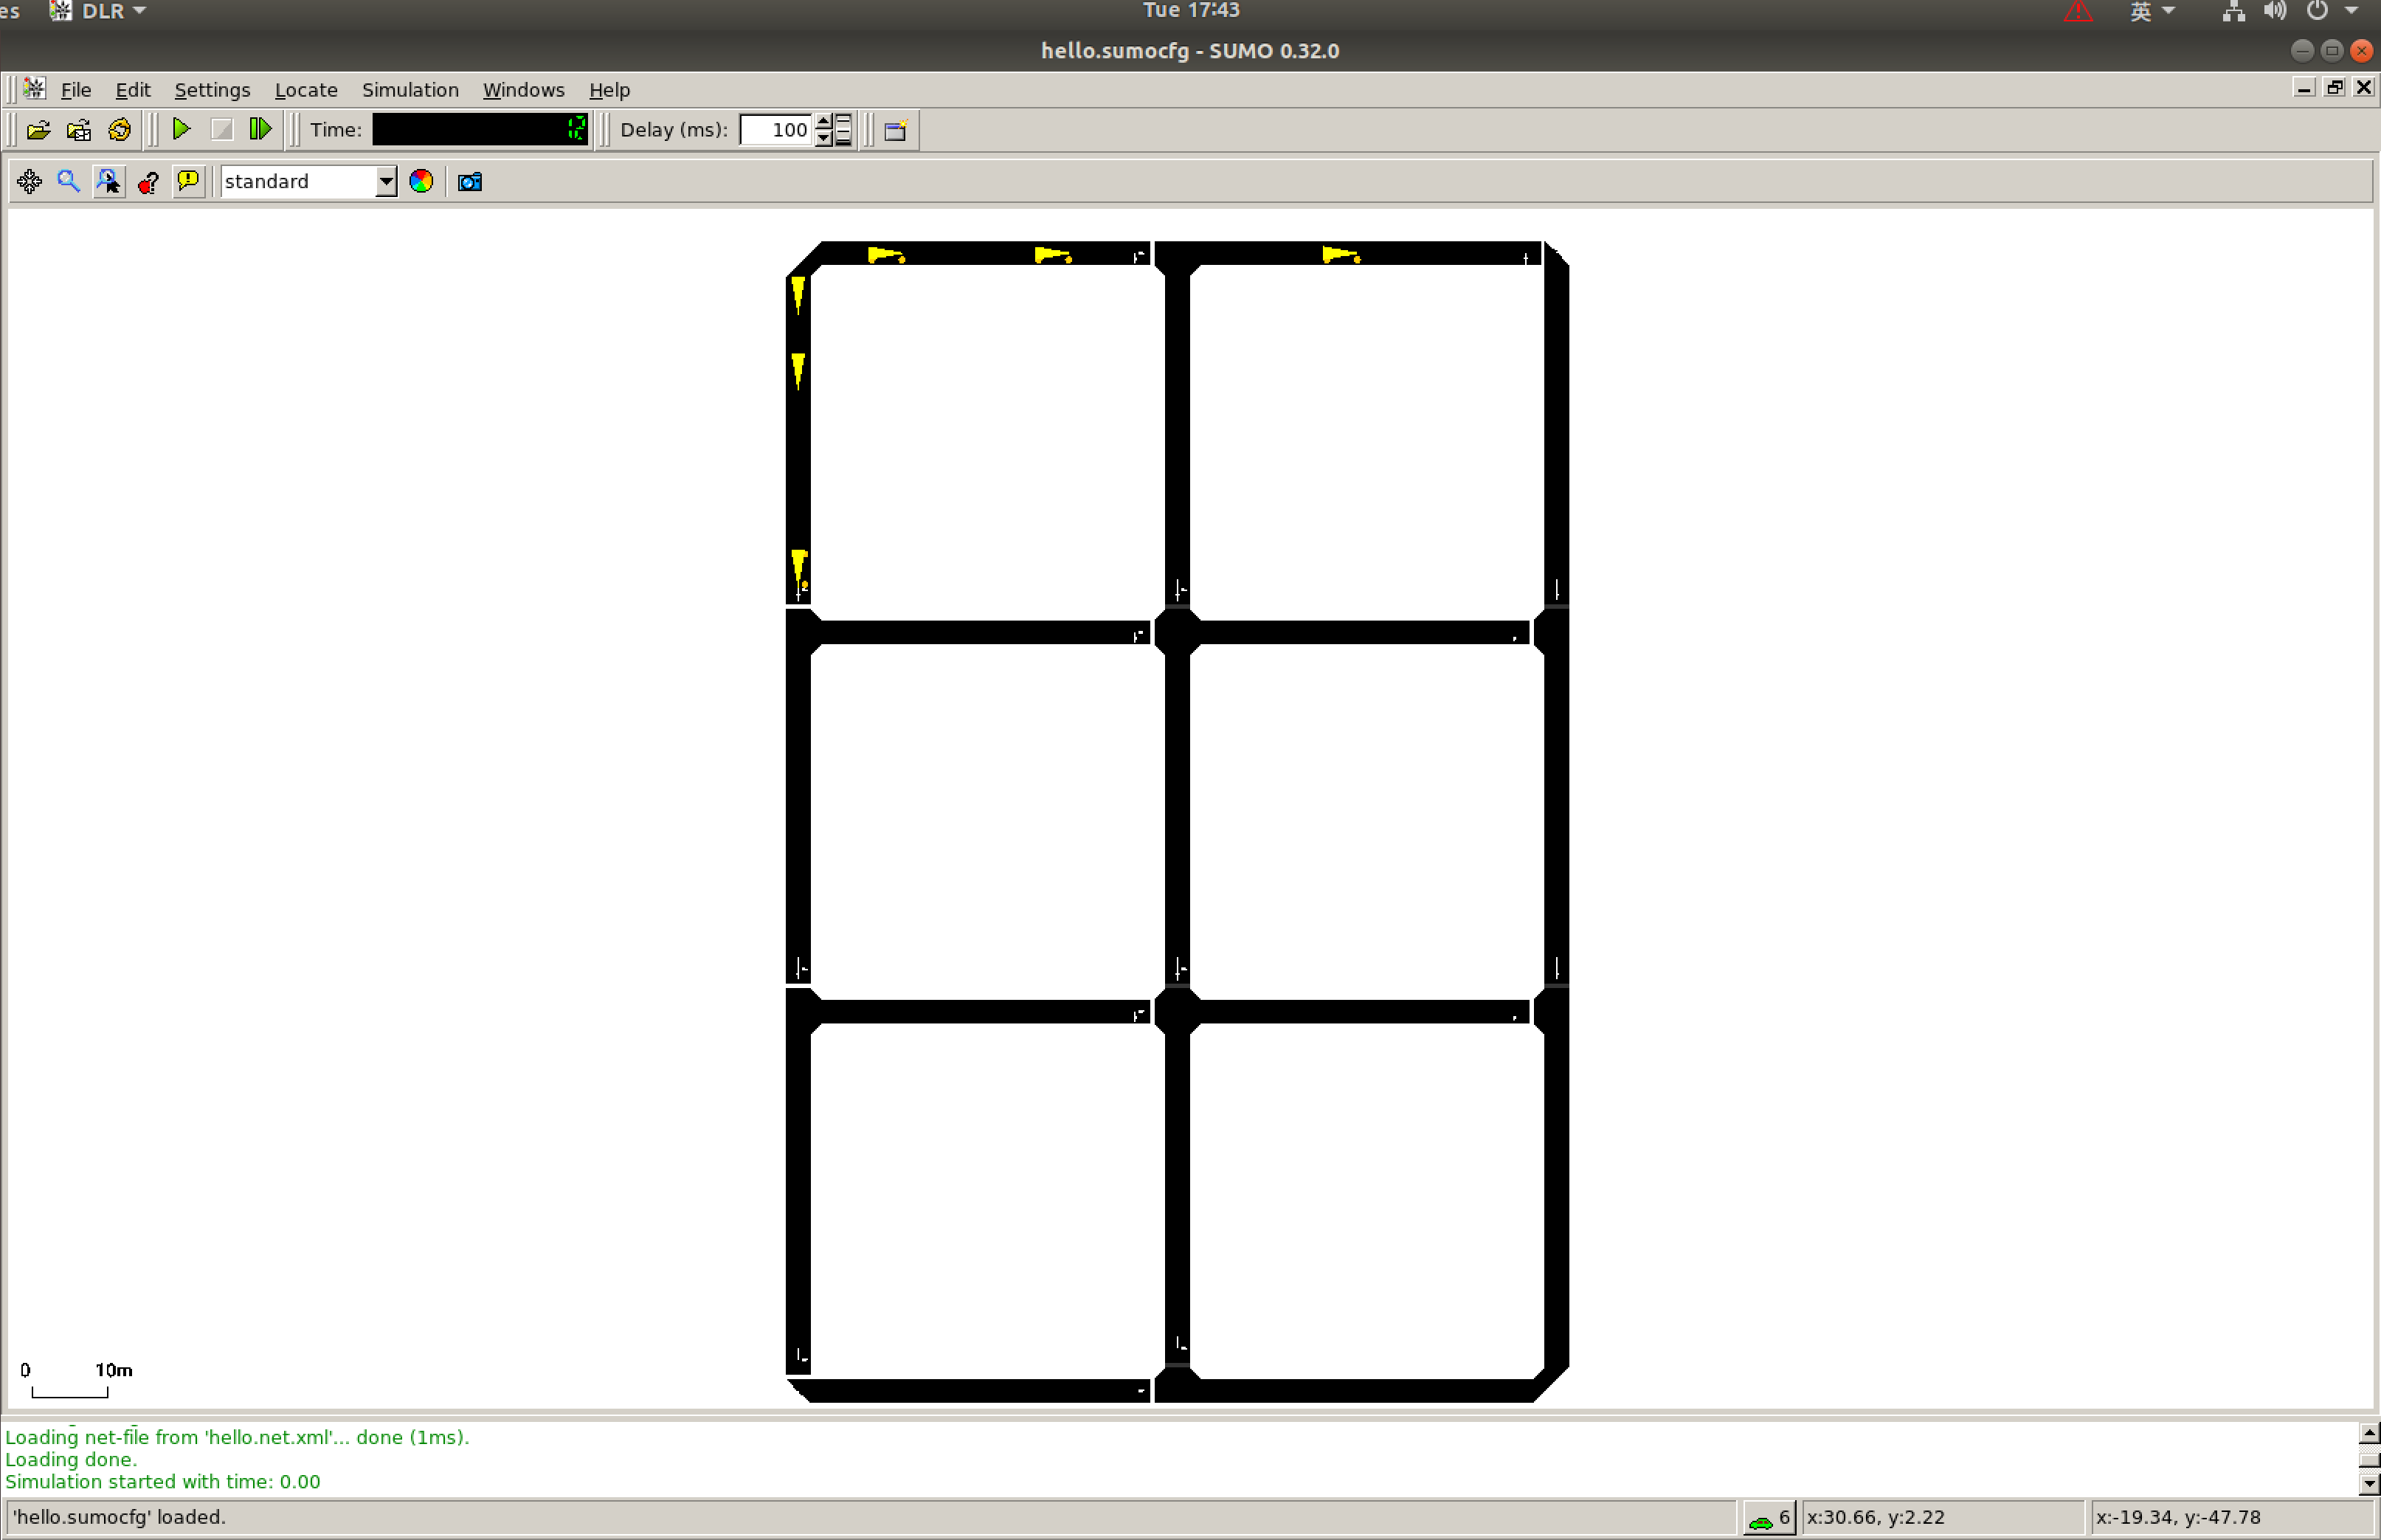 es DLR Tue 17:43 英
hello.sumocfg - SUMO 0.32.0
File Edit Settings Locate Simulation Windows Help
Time: 12 Delay (ms): 100
standard
0 10m
Loading net-file from 'hello.net.xml'... done (1ms).
Loading done.
Simulation started with time: 0.00
'hello.sumocfg' loaded. 6 x:30.66, y:2.22 x:-19.34, y:-47.78